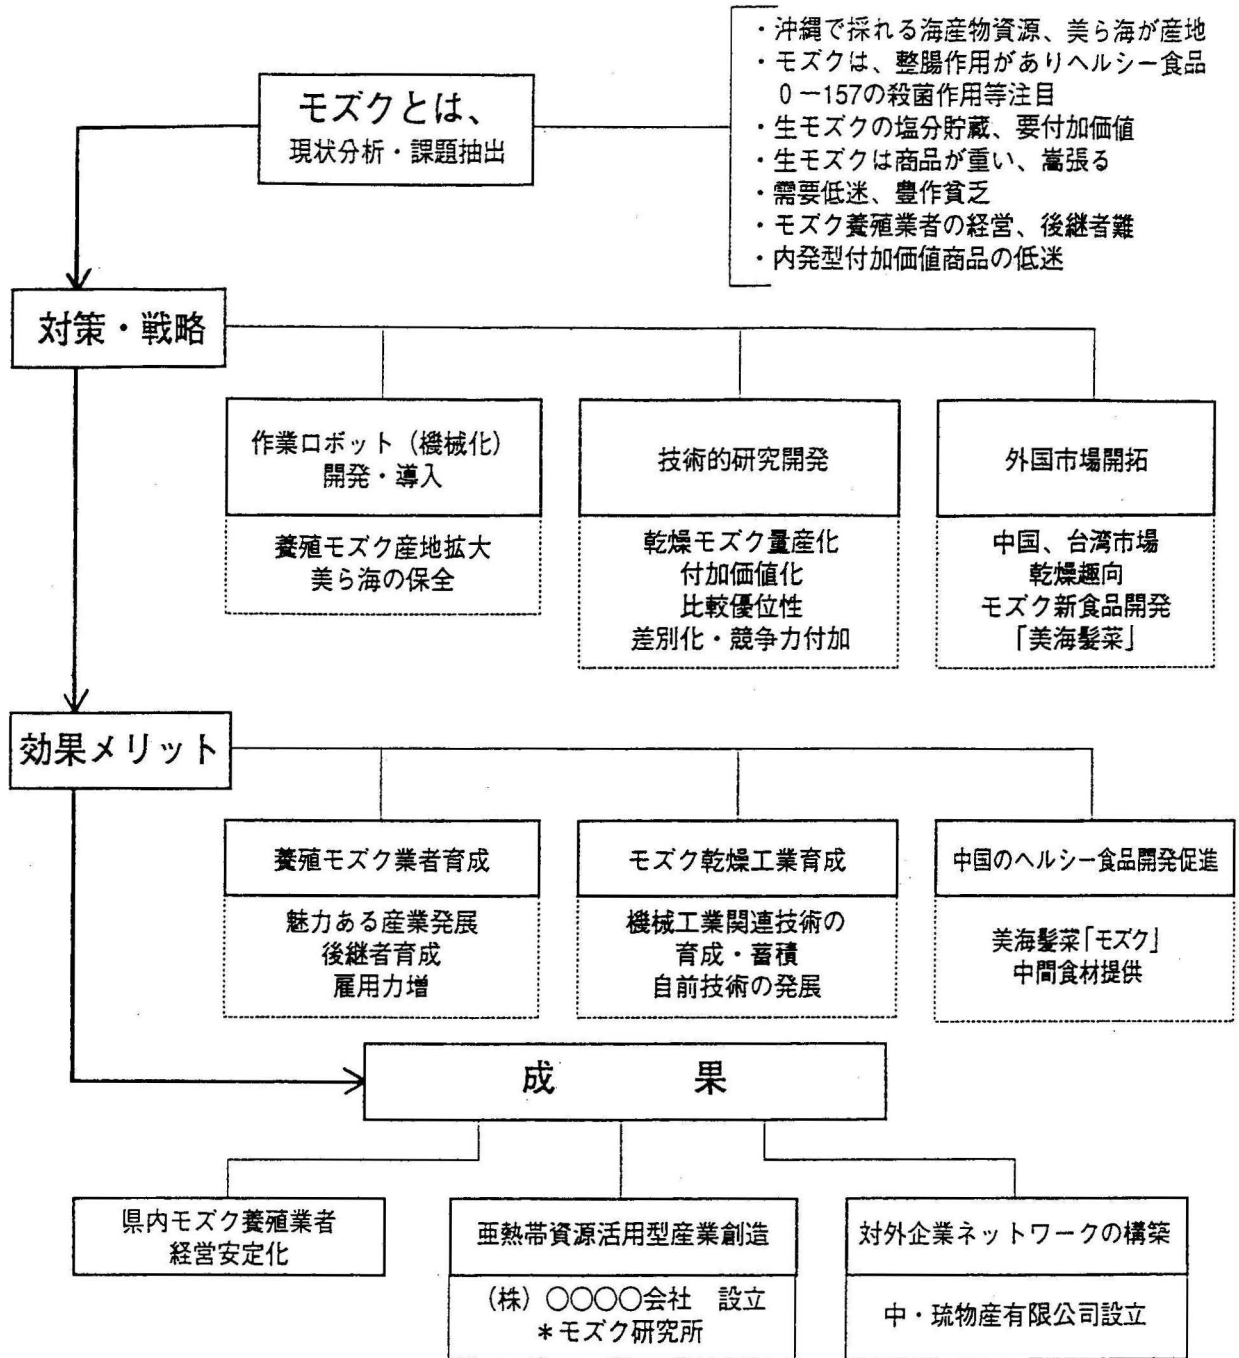 モズクとは、
現状分析・課題抽出
・沖縄で採れる海産物資源、美ら海が産地
・モズクは、整腸作用がありヘルシー食品
0ー157の殺菌作用等注目
・生モズクの塩分貯蔵、要付加価値
・生モズクは商品が重い、嵩張る
・需要低迷、豊作貧乏
・モズク養殖業者の経営、後継者難
・内発型付加価値商品の低迷
対策・戦略
作業ロボット（機械化）
開発・導入
養殖モズク産地拡大
美ら海の保全
技術的研究開発
乾燥モズク量産化
付加価値化
比較優位性
差別化・競争力付加
外国市場開拓
中国、台湾市場
乾燥趣向
モズク新食品開発
「美海髪菜」
効果メリット
養殖モズク業者育成
魅力ある産業発展
後継者育成
雇用力増
モズク乾燥工業育成
機械工業関連技術の
育成・蓄積
自前技術の発展
中国のヘルシー食品開発促進
美海髪菜「モズク」
中間食材提供
成　果
県内モズク養殖業者
経営安定化
亜熱帯資源活用型産業創造
（株）〇〇〇〇会社　設立
＊モズク研究所
対外企業ネットワークの構築
中・琉物産有限公司設立